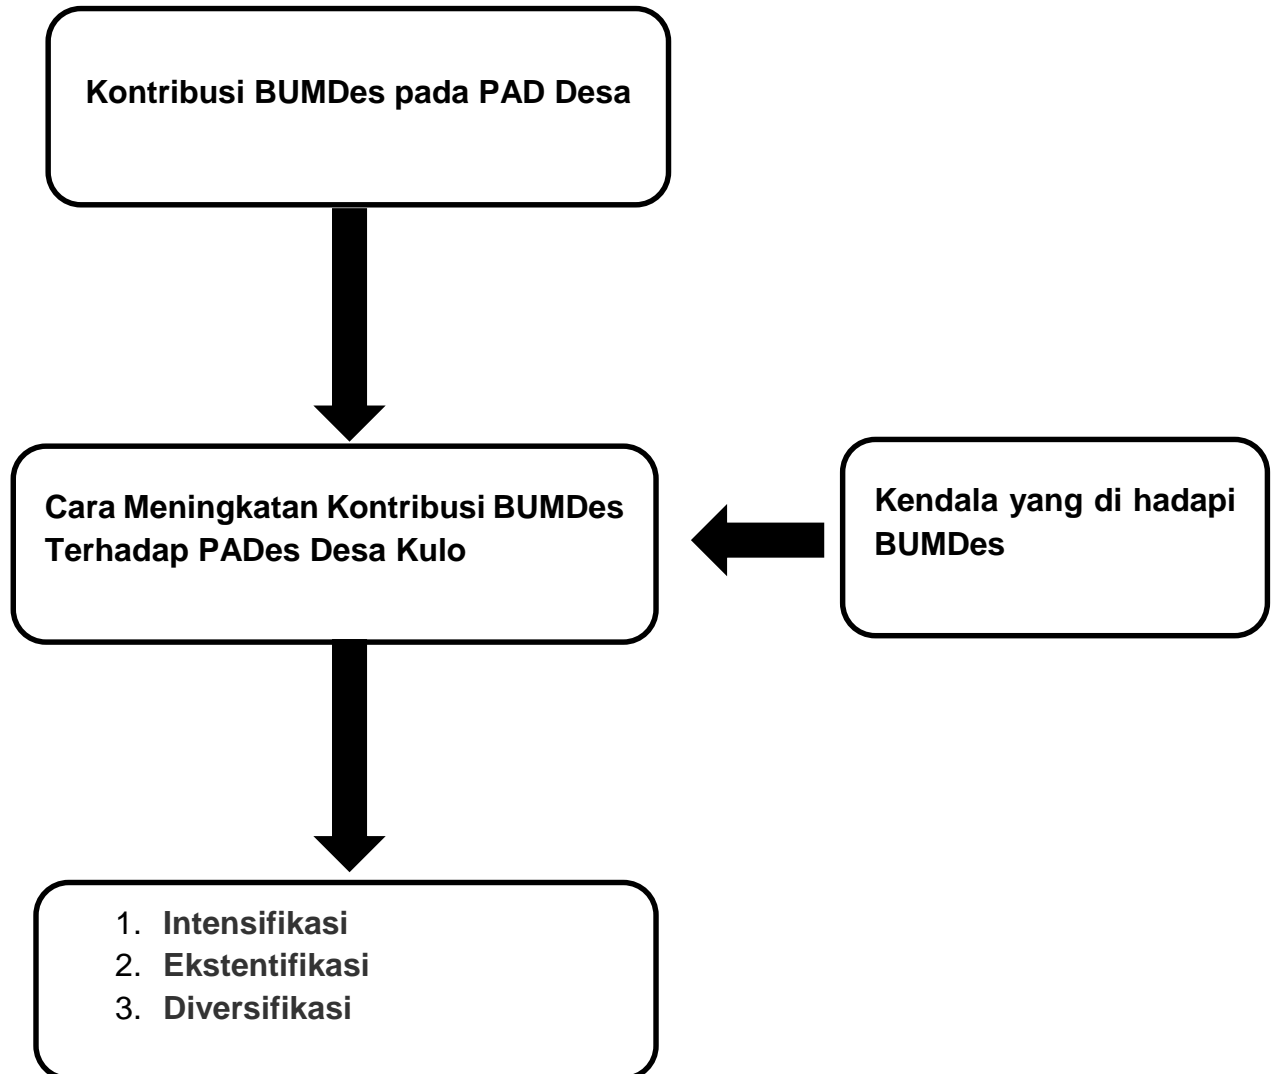 Kontribusi BUMDes pada PAD Desa
Cara Meningkatan Kontribusi BUMDes
Terhadap PADes Desa Kulo
Kendala yang di hadapi
BUMDes
1. Intensifikasi
2. Ekstentifikasi
3. Diversifikasi